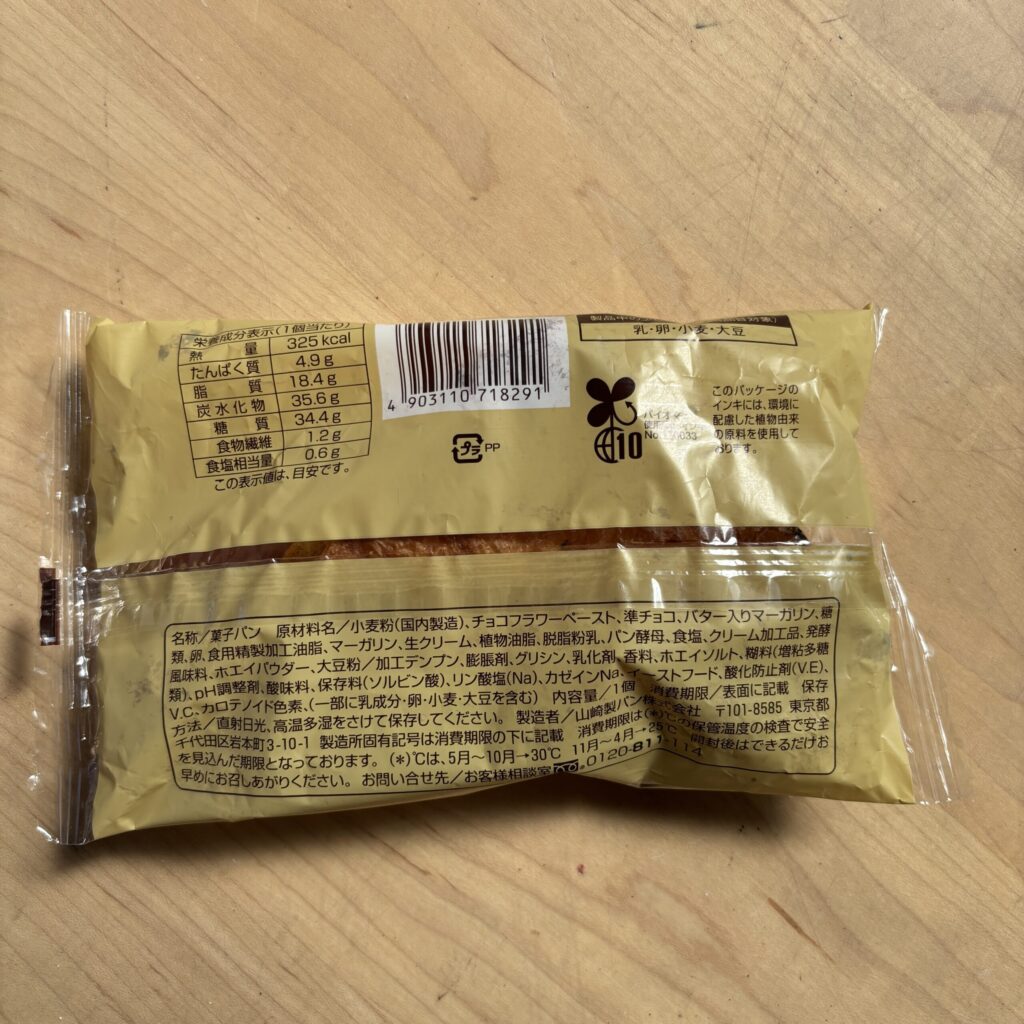 栄養成分表示(1個当たり)
熱量 325kcal
たんぱく質 4.9g
脂質 18.4g
炭水化物 35.6g
糖質 34.4g
食物繊維 1.2g
食塩相当量 0.6g
この表示値は、目安です。
4 903110 718291
プラ PP
乳・卵・小麦・大豆
10
このパッケージの
インキには、環境に
配慮した植物由来
の原料を使用して
おります。
名称/菓子パン 原材料名/小麦粉(国内製造)、チョコフラワーペースト、準チョコ、バター入りマーガリン、糖
類、卵、食用精製加工油脂、マーガリン、生クリーム、植物油脂、脱脂粉乳、パン酵母、食塩、クリーム加工品、発酵
風味料、ホエイパウダー、大豆粉/加工デンプン、膨脹剤、グリシン、乳化剤、香料、ホエイソルト、糊料(増粘多糖
類)、pH調整剤、酸味料、保存料(ソルビン酸)、リン酸塩(Na)、カゼインNa、イーストフード、酸化防止剤(V.E)、
V.C、カロテノイド色素、(一部に乳成分・卵・小麦・大豆を含む) 内容量/1個 消費期限/表面に記載 保存
方法/直射日光、高温多湿をさけて保存してください。 製造者/山崎製パン株式会社 〒101-8585 東京都
千代田区岩本町3-10-1 製造所固有記号は消費期限の下に記載 消費期限は(*)℃の保管温度の検査で安全
を見込んだ期限となっております。 (*)℃は、5月~10月→30℃ 11月~4月→25℃ 開封後はできるだけお
早めにお召しあがりください。 お問い合せ先/お客様相談室 0120-811-114